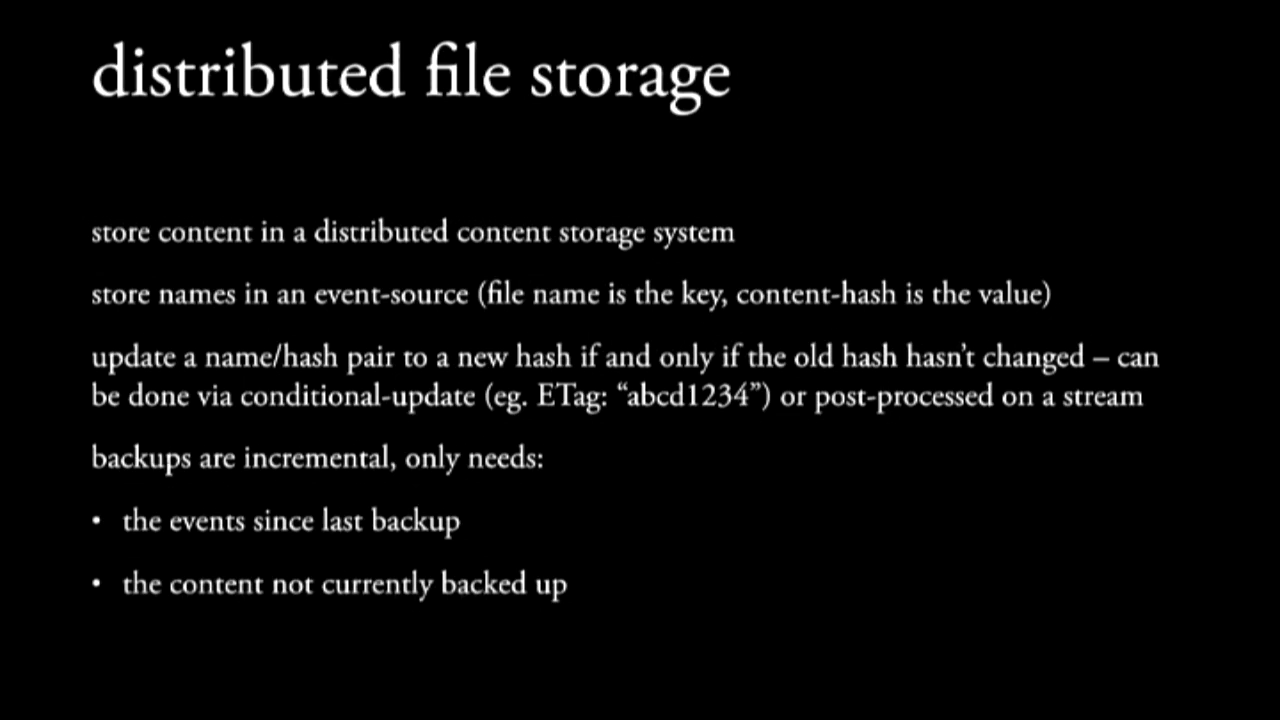 distributed file storage
store content in a distributed content storage system
store names in an event-source (file name is the key, content-hash is the value)
update a name/hash pair to a new hash if and only if the old hash hasn’t changed – can
be done via conditional-update (eg. ETag: “abcd1234”) or post-processed on a stream
backups are incremental, only needs:
• the events since last backup
• the content not currently backed up